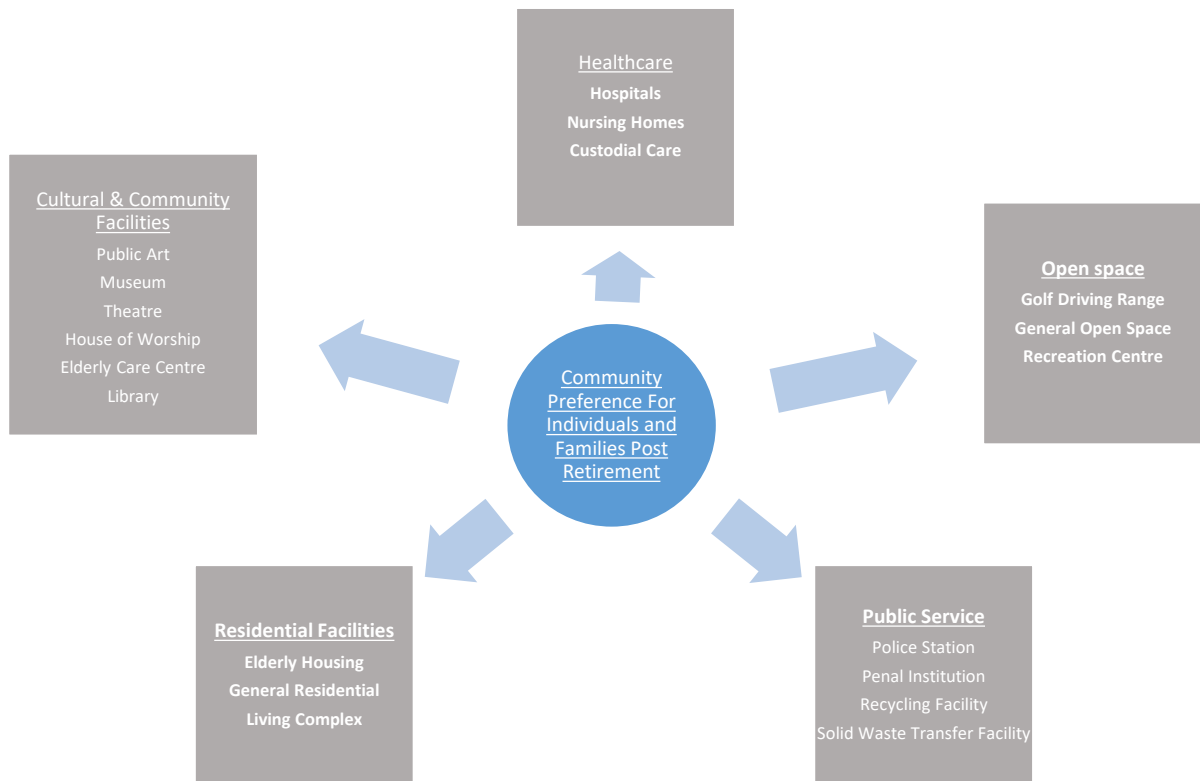 Healthcare
Hospitals
Nursing Homes
Custodial Care
Cultural & Community
Facilities
Public Art
Museum
Theatre
House of Worship
Elderly Care Centre
Library
Open space
Golf Driving Range
General Open Space
Recreation Centre
Community
Preference For
Individuals and
Families Post
Retirement
Residential Facilities
Elderly Housing
General Residential
Living Complex
Public Service
Police Station
Penal Institution
Recycling Facility
Solid Waste Transfer Facility